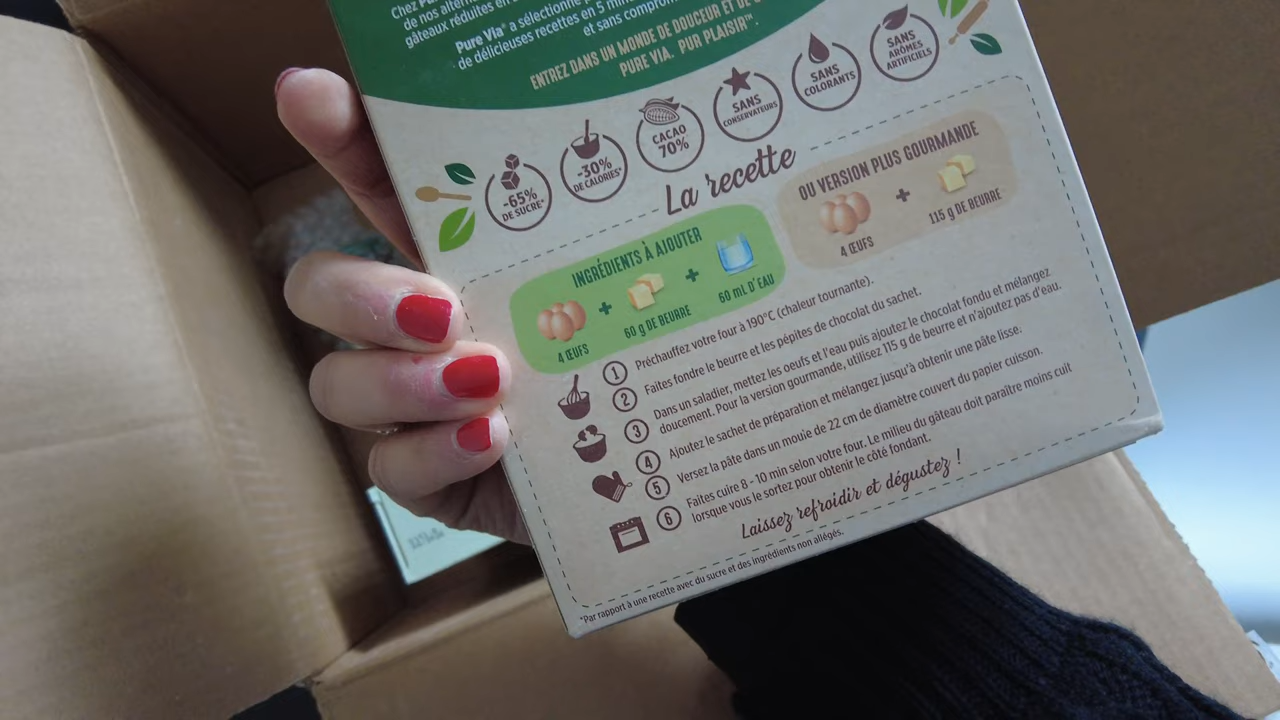 Chez Pu
de nos altern
gâteaux réduites en
Pure Via® a sélectionné
de délicieuses recettes en 5 min
et sans comprom
ENTREZ DANS UN MONDE DE DOUCEUR ET DE
PURE VIA. PUR PLAISIR™.
-65%
DE SUCRE*
-30%
DE CALORIES*
CACAO
70%
SANS
CONSERVATEURS
SANS
COLORANTS
SANS
ARÔMES
ARTIFICIELS
La recette
INGRÉDIENTS À AJOUTER
4 ŒUFS
+
60 g DE BEURRE
+
60 mL D'EAU
OU VERSION PLUS GOURMANDE
4 ŒUFS
+
115 g DE BEURRE
1 Préchauffez votre four à 190°C (chaleur tournante).
2 Faites fondre le beurre et les pépites de chocolat du sachet.
3 Dans un saladier, mettez les oeufs et l'eau puis ajoutez le chocolat fondu et mélangez
doucement. Pour la version gourmande, utilisez 115 g de beurre et n'ajoutez pas d'eau.
4 Ajoutez le sachet de préparation et mélangez jusqu'à obtenir une pâte lisse.
5 Versez la pâte dans un moule de 22 cm de diamètre couvert du papier cuisson.
6 Faites cuire 8 - 10 min selon votre four. Le milieu du gâteau doit paraître moins cuit
lorsque vous le sortez pour obtenir le côté fondant.
Laissez refroidir et dégustez !
*Par rapport à une recette avec du sucre et des ingrédients non allégés.